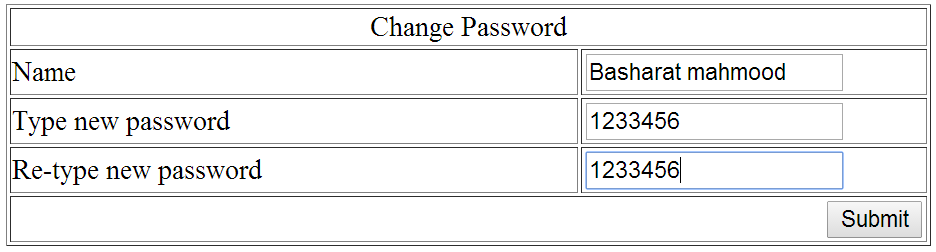 Change Password
Name Basharat mahmood
Type new password 1233456
Re-type new password 1233456
Submit